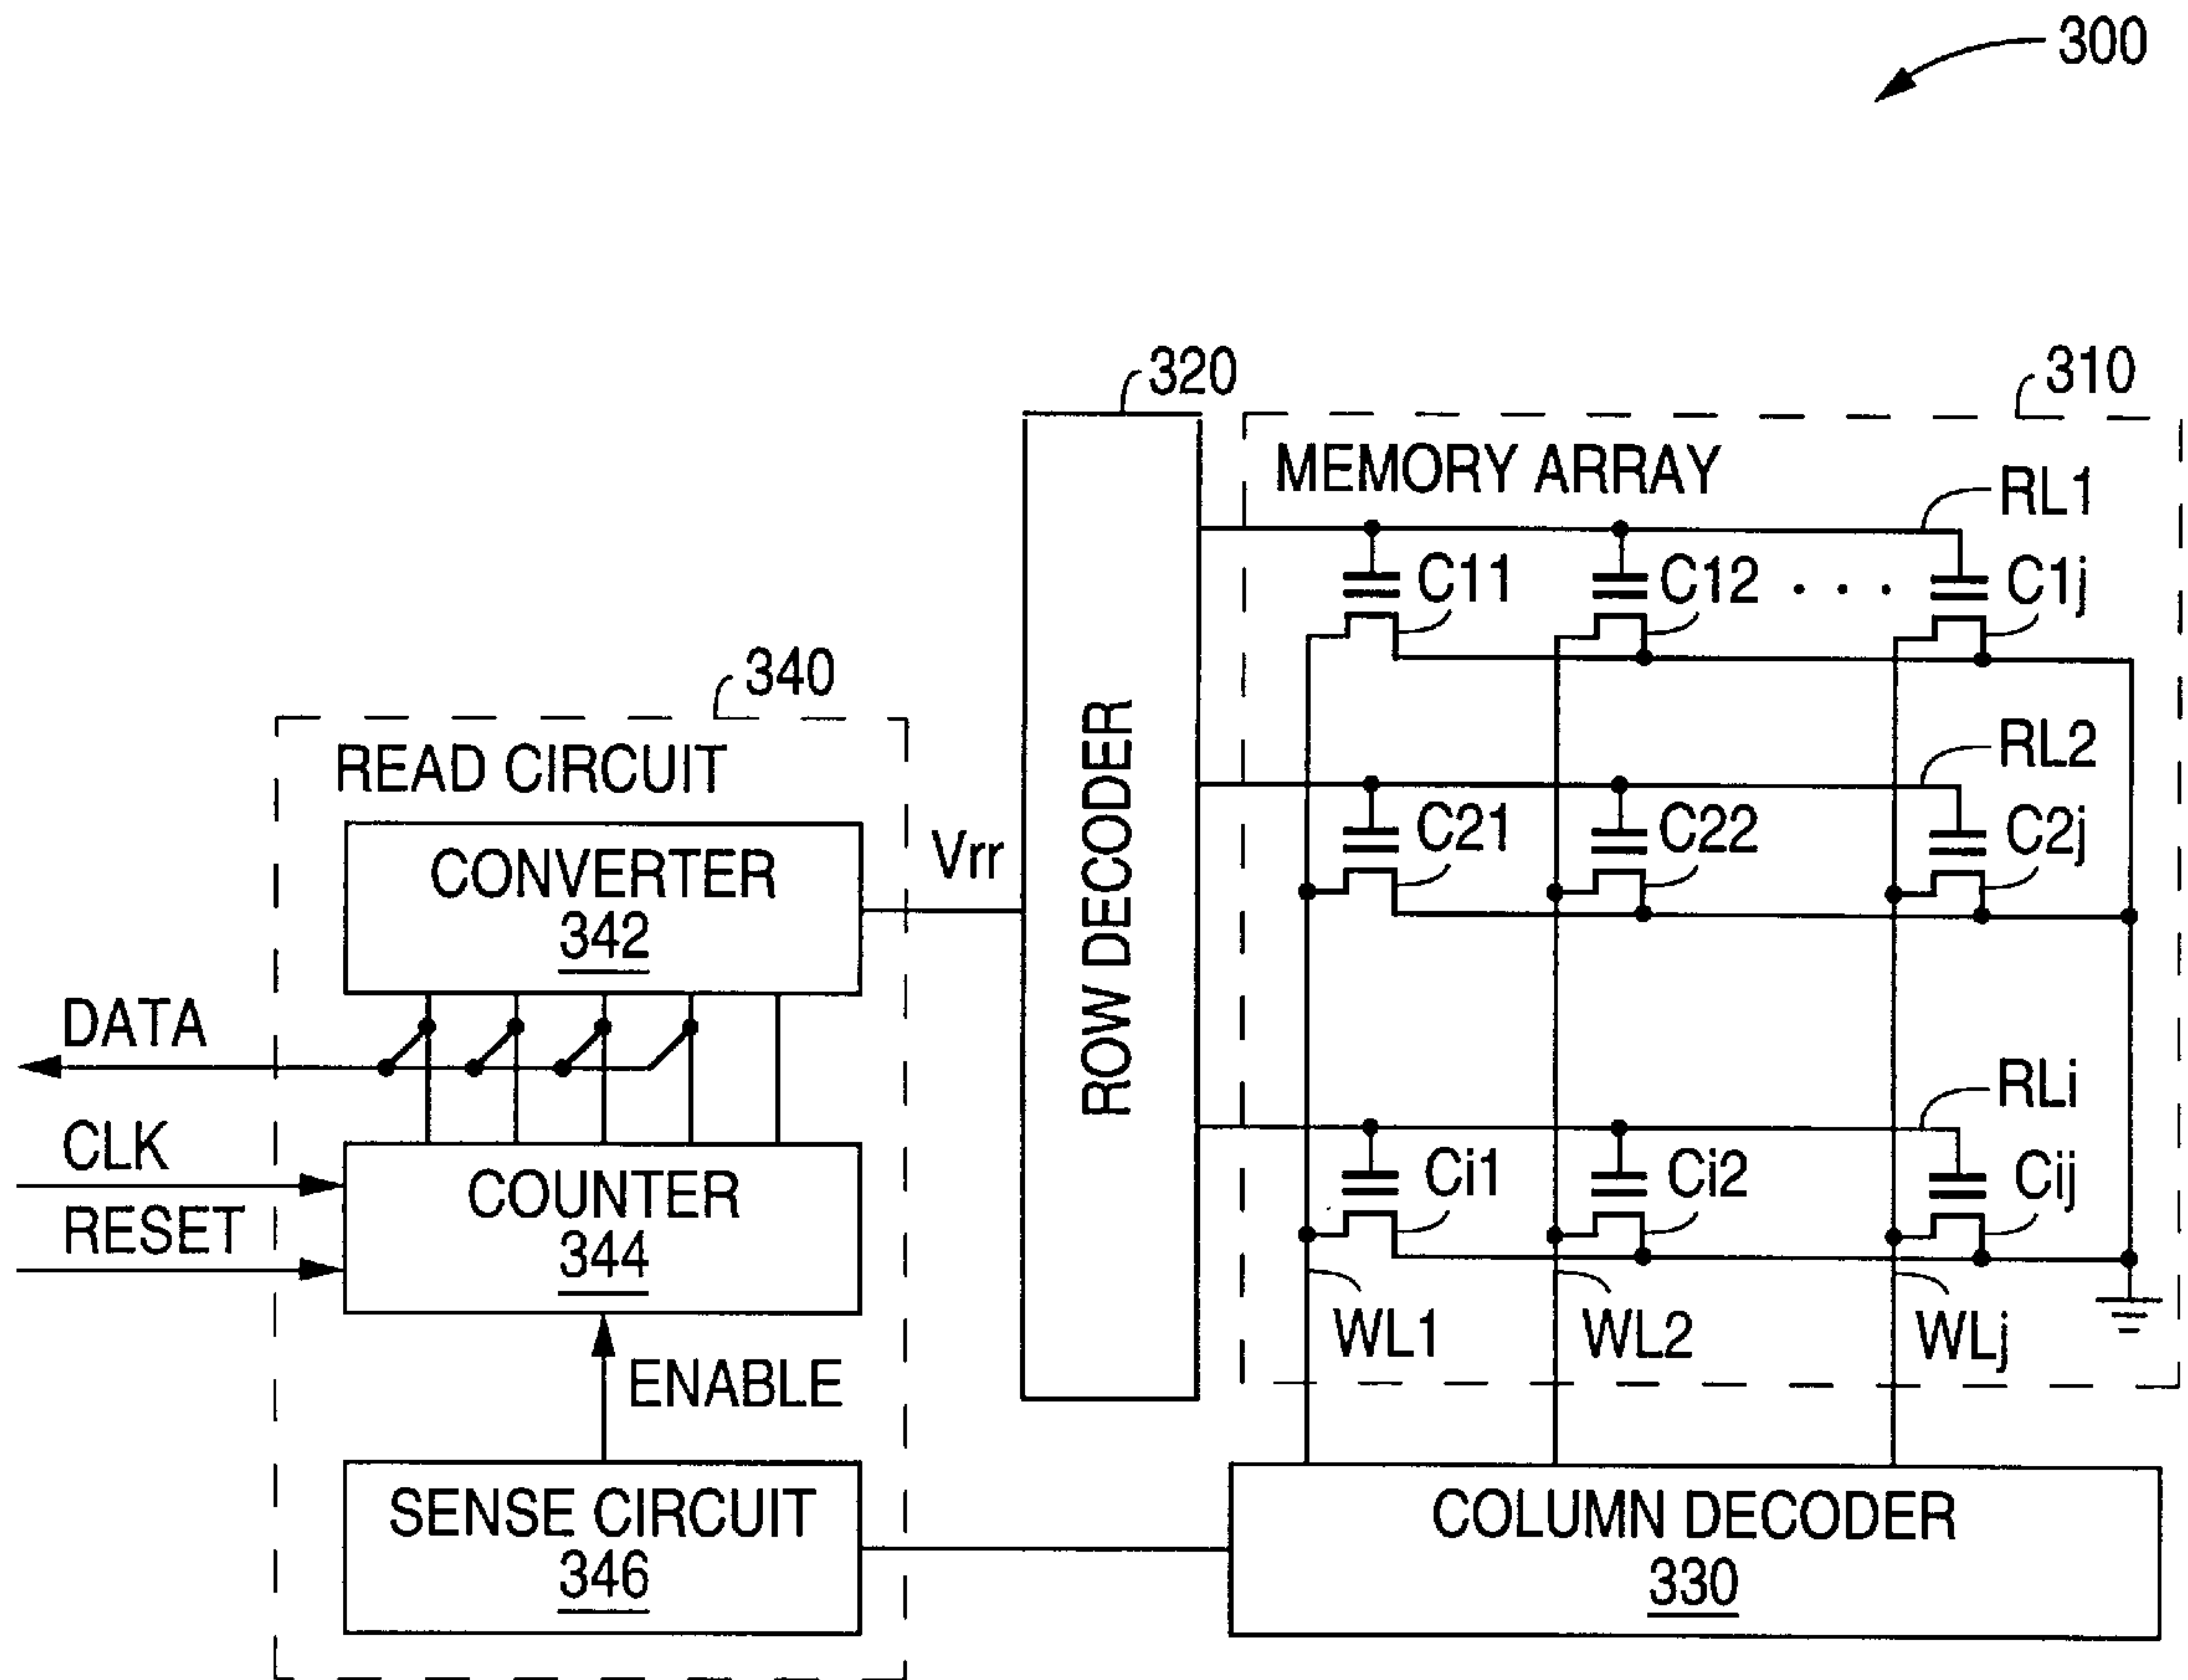 300
320
310
MEMORY ARRAY
RL1
C11
C12
C1j
340
READ CIRCUIT
RL2
CONVERTER
342
Vrr
ROW DECODER
C21
C22
C2j
DATA
CLK
RESET
COUNTER
344
RLi
Ci1
Ci2
Cij
WL1
WL2
WLj
ENABLE
SENSE CIRCUIT
346
COLUMN DECODER
330